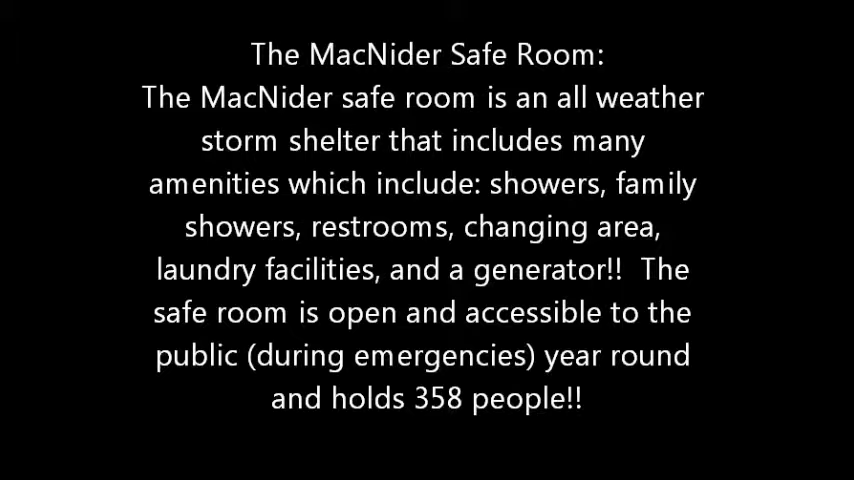 The MacNider Safe Room:
The MacNider safe room is an all weather
storm shelter that includes many
amenities which include: showers, family
showers, restrooms, changing area,
laundry facilities, and a generator!!  The
safe room is open and accessible to the
public (during emergencies) year round
and holds 358 people!!